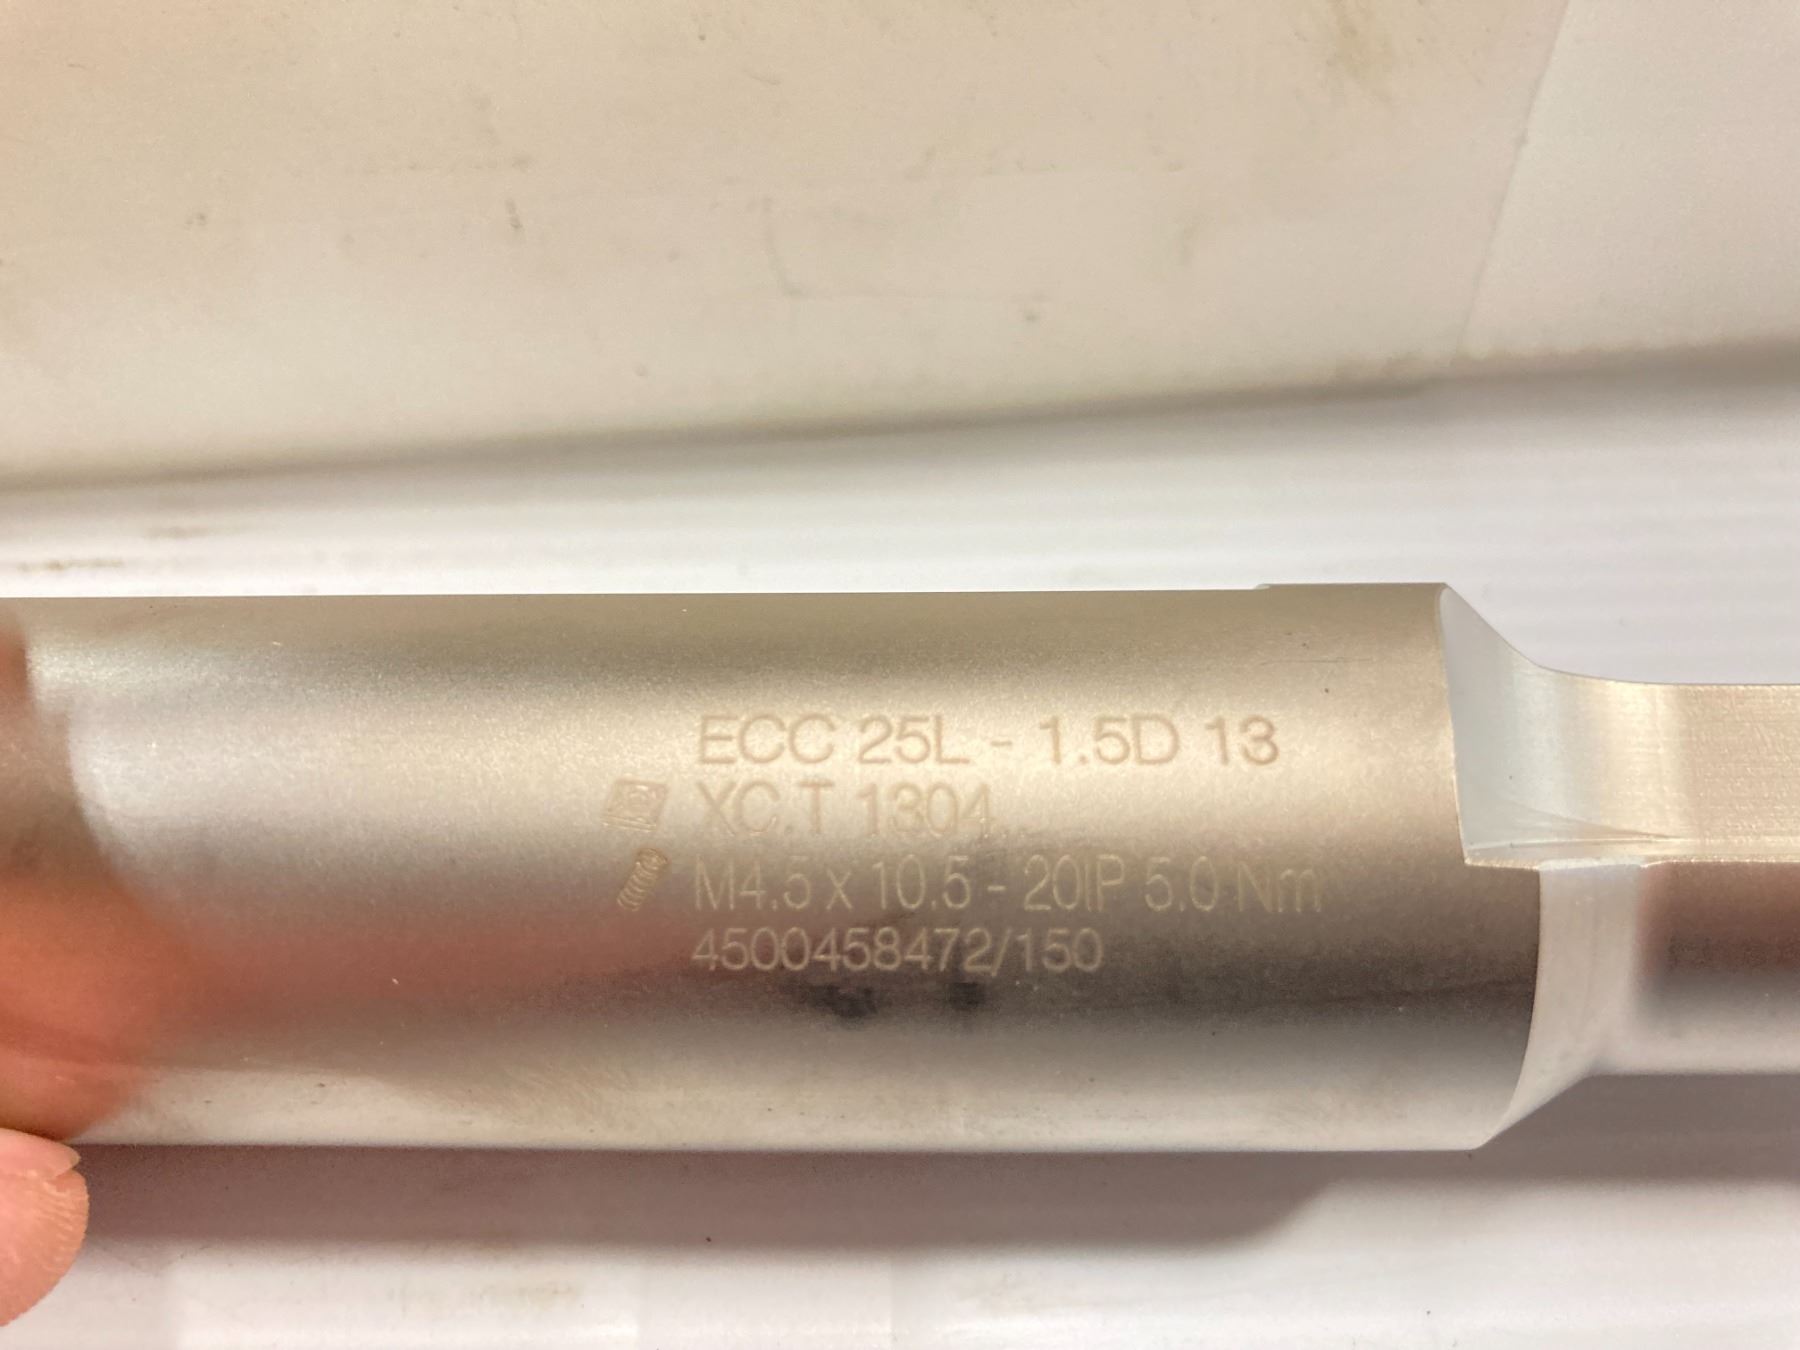 ECC 25L - 1.5D 13
XC.T 1304..
M4.5 x 10.5 - 20IP 5.0 Nm
4500458472/150